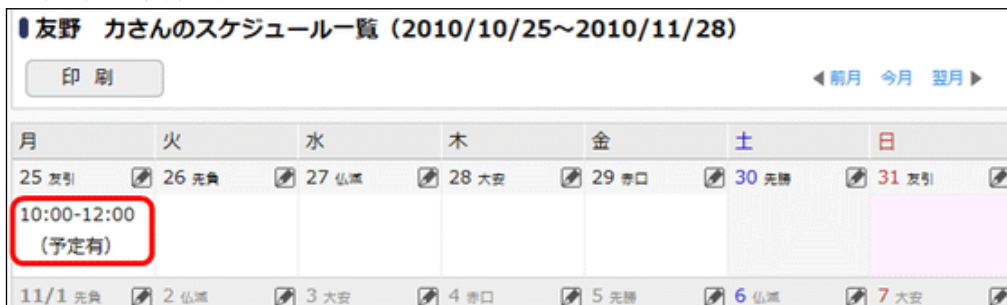 友野　力さんのスケジュール一覧（2010/10/25～2010/11/28）
印 刷
◀前月 今月 翌月▶
月 火 水 木 金 土 日
25 友引 26 先負 27 仏滅 28 大安 29 赤口 30 先勝 31 友引
10:00-12:00
（予定有）
11/1 先負 2 仏滅 3 大安 4 赤口 5 先勝 6 仏滅 7 大安